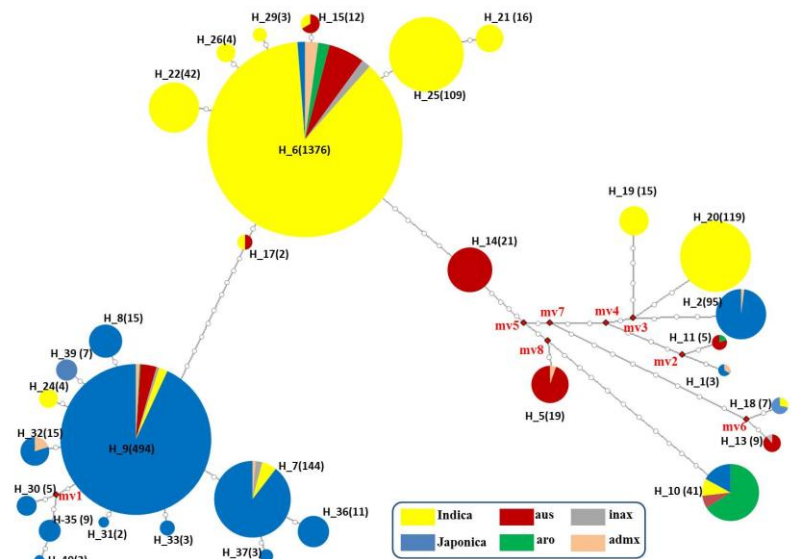 H_29(3)
H_15(12)
H_21 (16)
H_26(4)
H_22(42)
H_25(109)
H_6(1376)
H_19 (15)
H_20(119)
H_14(21)
H_17(2)
H_2(95)
mv5
mv7
mv4
mv3
H_11 (5)
mv2
mv8
H_1(3)
H_8(15)
H_39 (7)
H_24(4)
H_5(19)
H_18 (7)
mv6
H_13 (9)
H_32(15)
H_9(494)
H_7(144)
H_10 (41)
H_30 (5)
mv1
H-35 (9)
H_31(2)
H_33(3)
H_36(11)
H_37(3)
Indica
aus
inax
Japonica
aro
admx